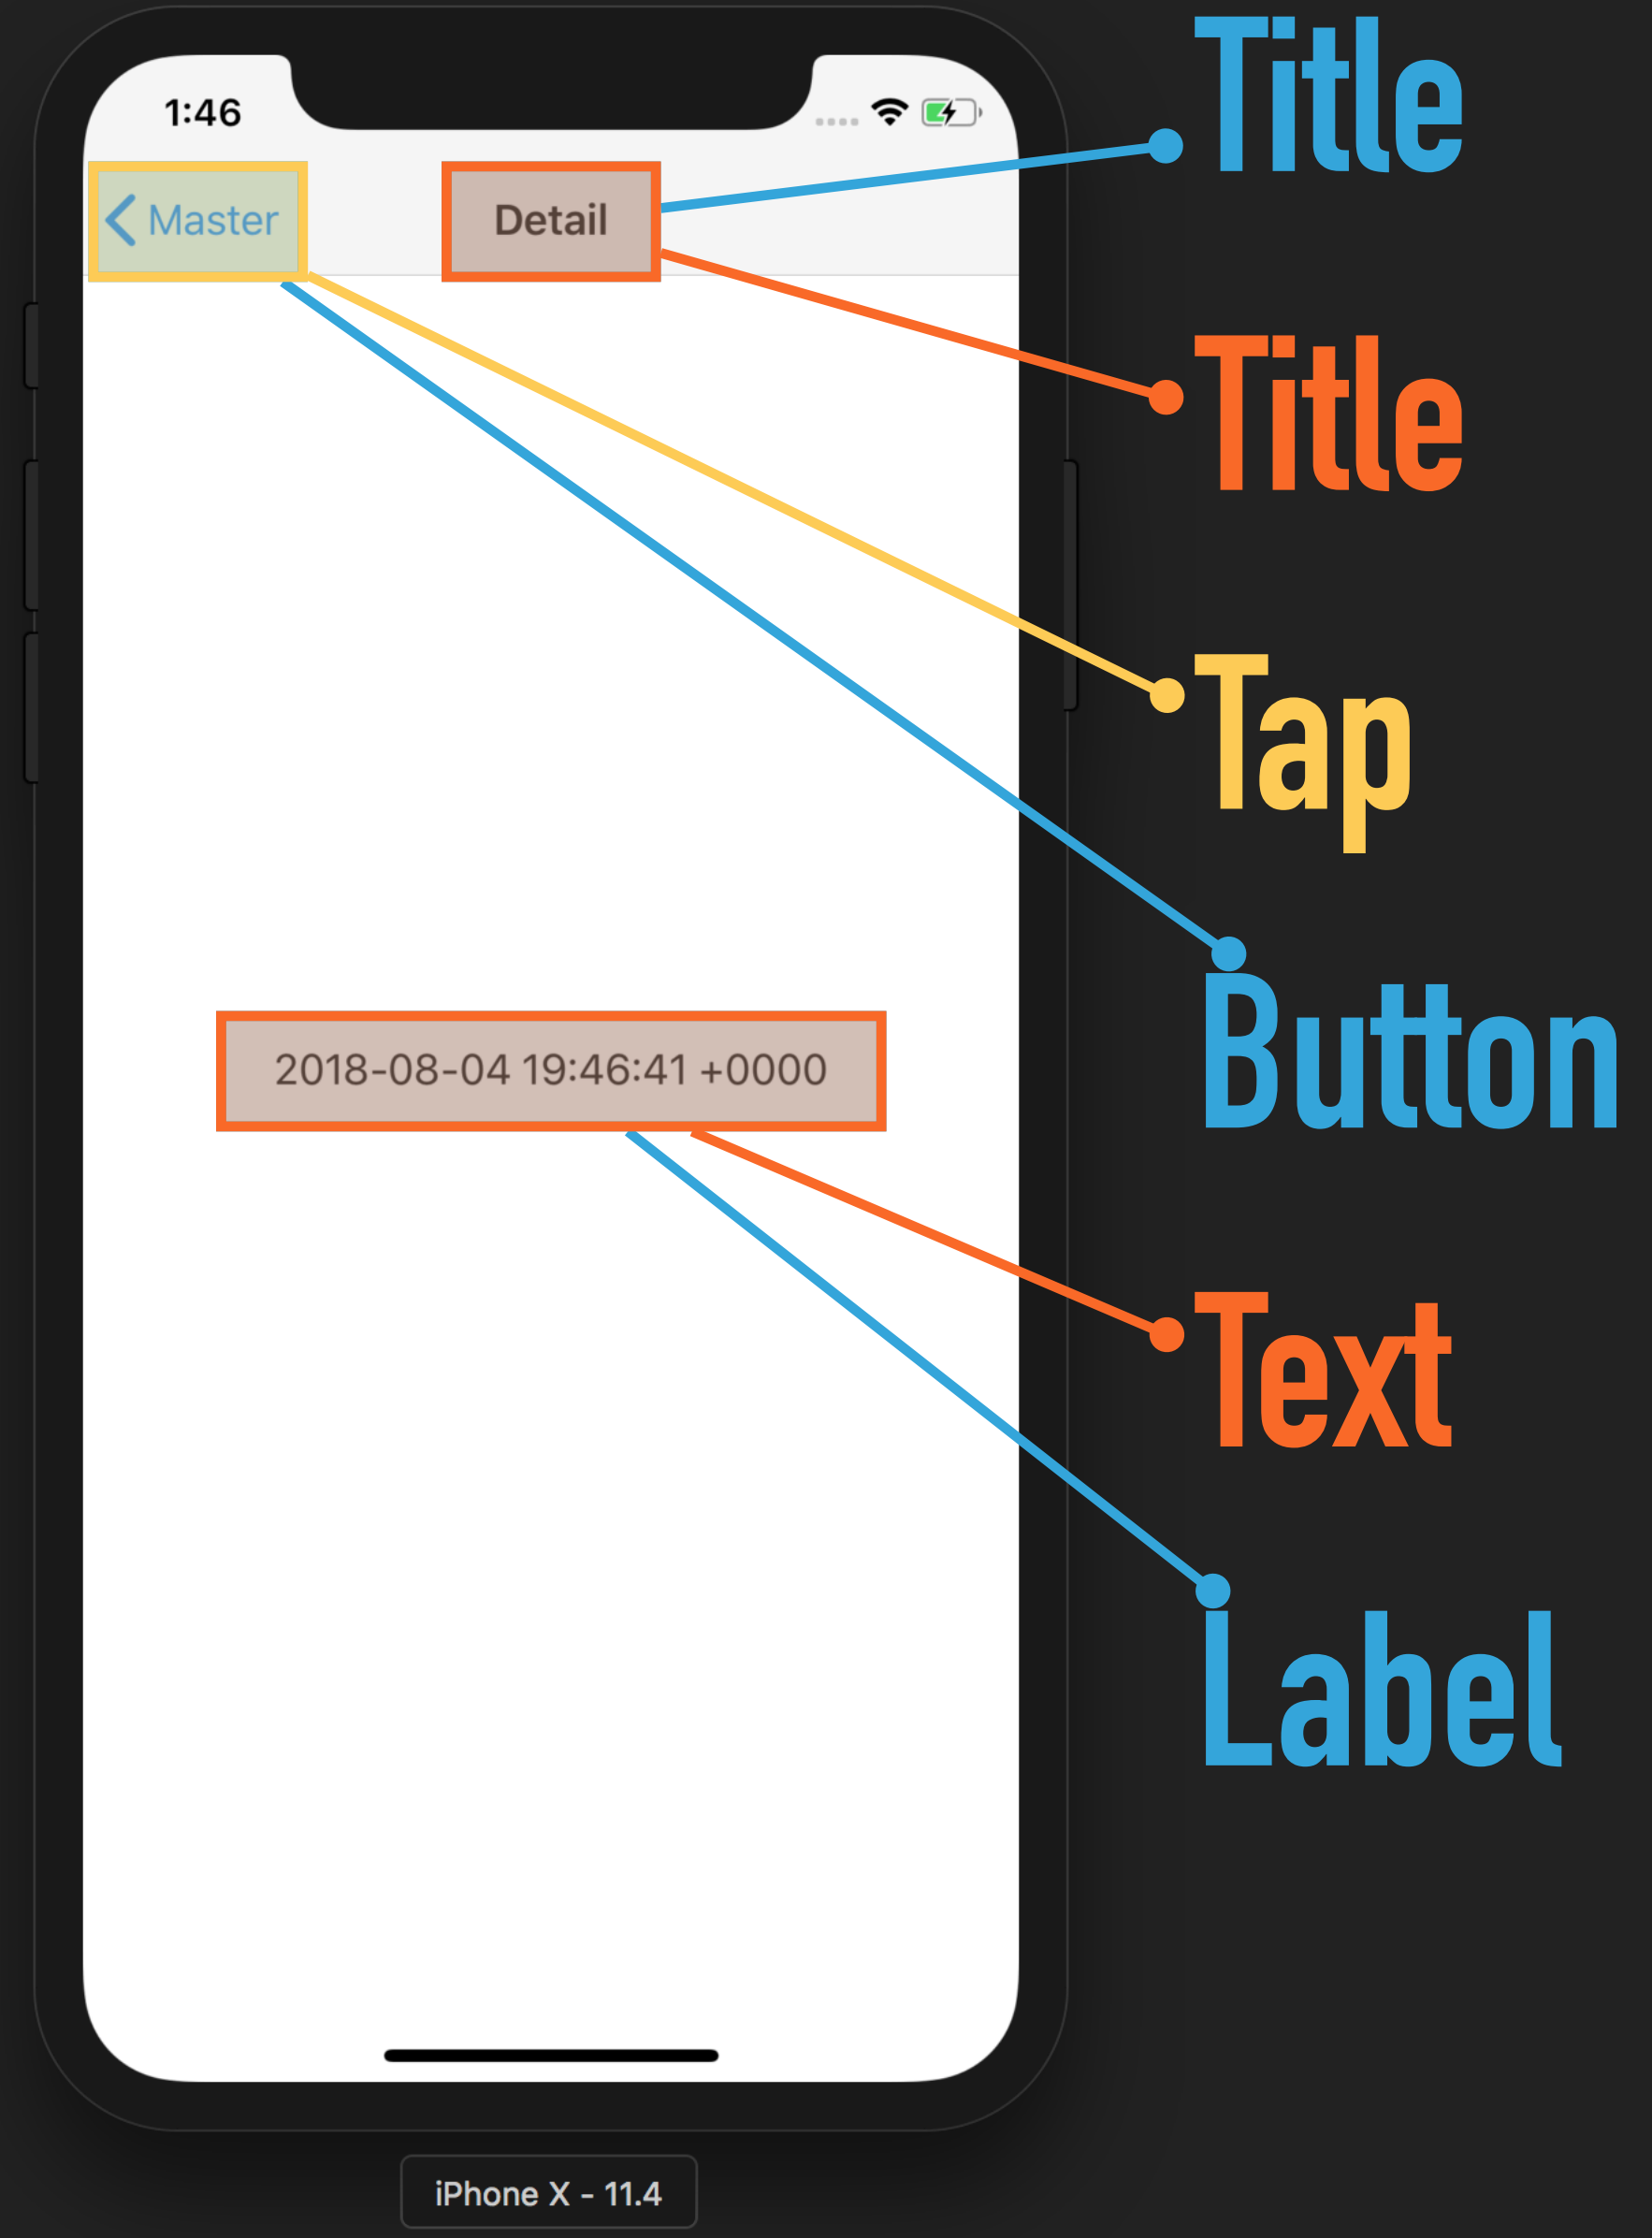 Title
1:46
Master
Detail
Title
Tap
Button
2018-08-04 19:46:41 +0000
Text
Label
iPhone X - 11.4